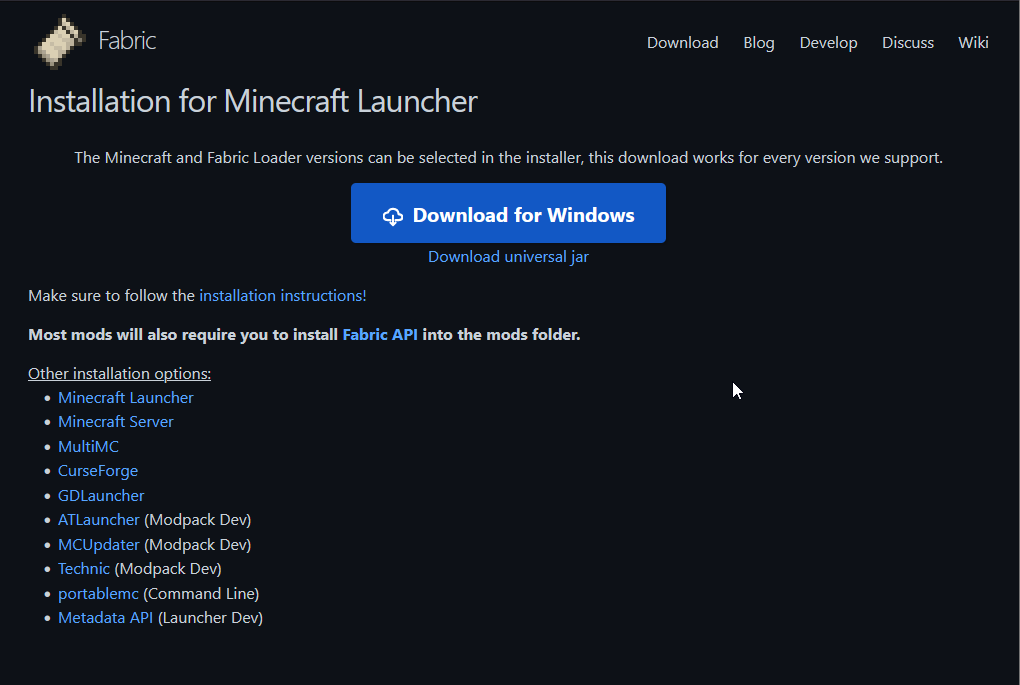 Fabric
Download Blog Develop Discuss Wiki
Installation for Minecraft Launcher
The Minecraft and Fabric Loader versions can be selected in the installer, this download works for every version we support.
Download for Windows
Download universal jar
Make sure to follow the installation instructions!
Most mods will also require you to install Fabric API into the mods folder.
Other installation options:
Minecraft Launcher
Minecraft Server
MultiMC
CurseForge
GDLauncher
ATLauncher (Modpack Dev)
MCUpdater (Modpack Dev)
Technic (Modpack Dev)
portablemc (Command Line)
Metadata API (Launcher Dev)